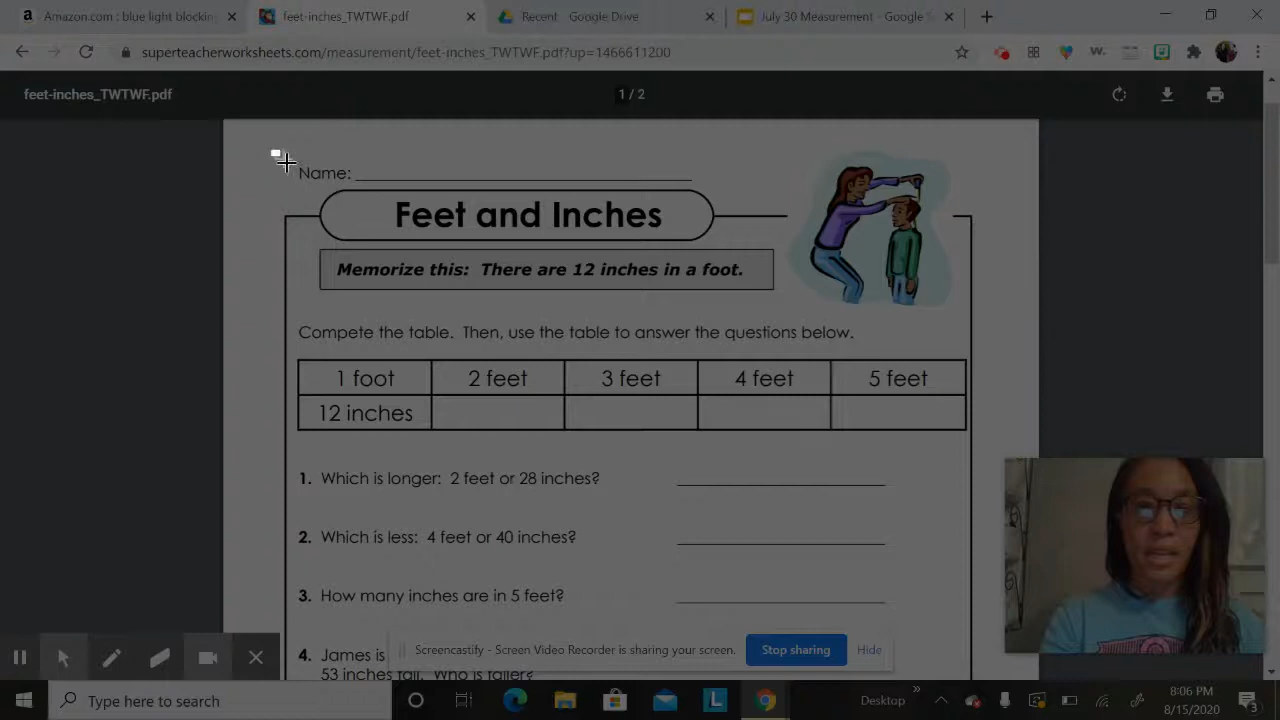 Amazon.com : blue light blockin
feet-inches_TWTWF.pdf
Recent - Google Drive
July 30 Measurement - Google S
superteacherworksheets.com/measurement/feet-inches_TWTWF.pdf?up=1466611200
feet-inches_TWTWF.pdf
1 / 2
Name:
Feet and Inches
Memorize this: There are 12 inches in a foot.
Compete the table. Then, use the table to answer the questions below.
1 foot 2 feet 3 feet 4 feet 5 feet
12 inches
1. Which is longer: 2 feet or 28 inches?
2. Which is less: 4 feet or 40 inches?
3. How many inches are in 5 feet?
4. James is
53 inches tall. Who is taller?
Screencastify - Screen Video Recorder is sharing your screen.
Stop sharing
Hide
Type here to search
Desktop
8:06 PM
8/15/2020
3